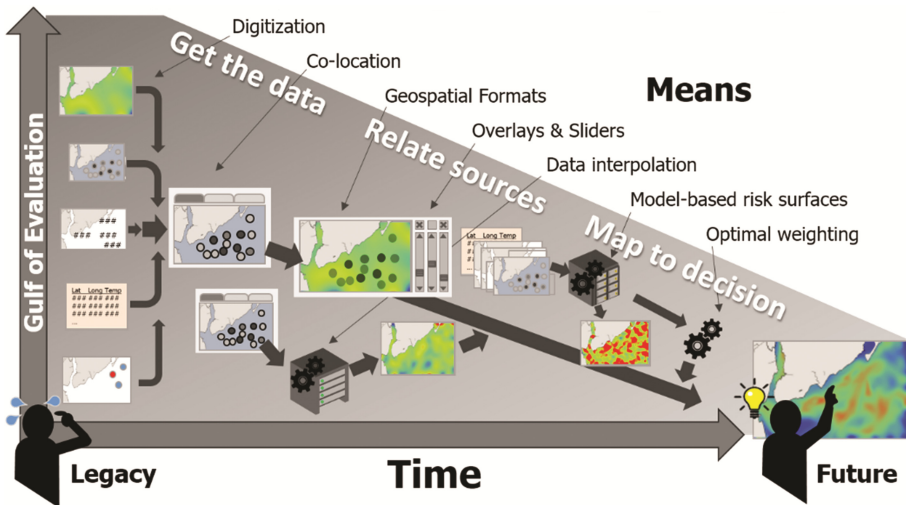 Digitization
Co-location
Geospatial Formats
Overlays & Sliders
Data interpolation
Model-based risk surfaces
Optimal weighting
Means
Get the data
Relate sources
Map to decision
Gulf of Evaluation
###
### ###
###
Lat Long Temp
## ### ##
## ### ##
## ### ##
Lat Long Temp
Legacy
Time
Future